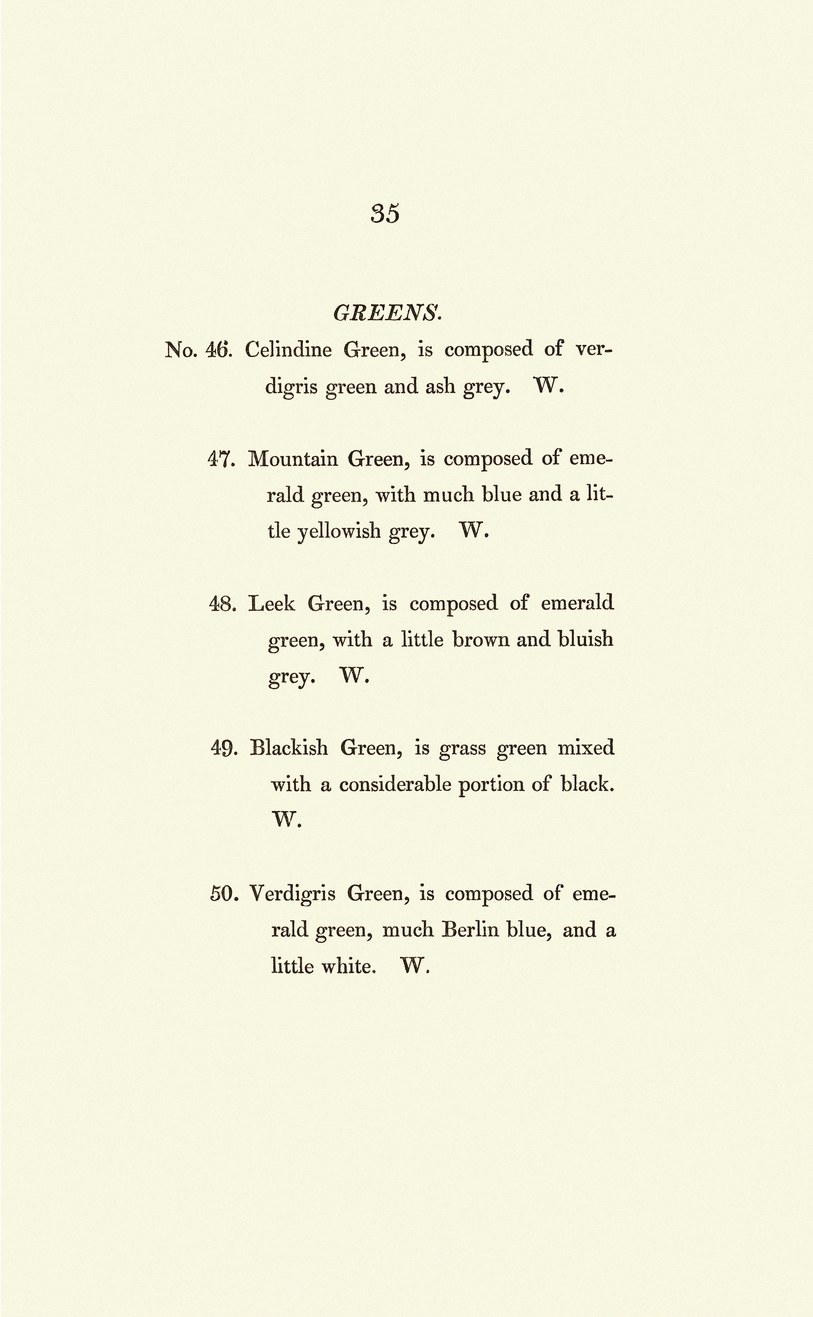 35
GREENS.
No. 46. Celindine Green, is composed of ver-
digris green and ash grey. W.
47. Mountain Green, is composed of eme-
rald green, with much blue and a lit-
tle yellowish grey. W.
48. Leek Green, is composed of emerald
green, with a little brown and bluish
grey. W.
49. Blackish Green, is grass green mixed
with a considerable portion of black.
W.
50. Verdigris Green, is composed of eme-
rald green, much Berlin blue, and a
little white. W.